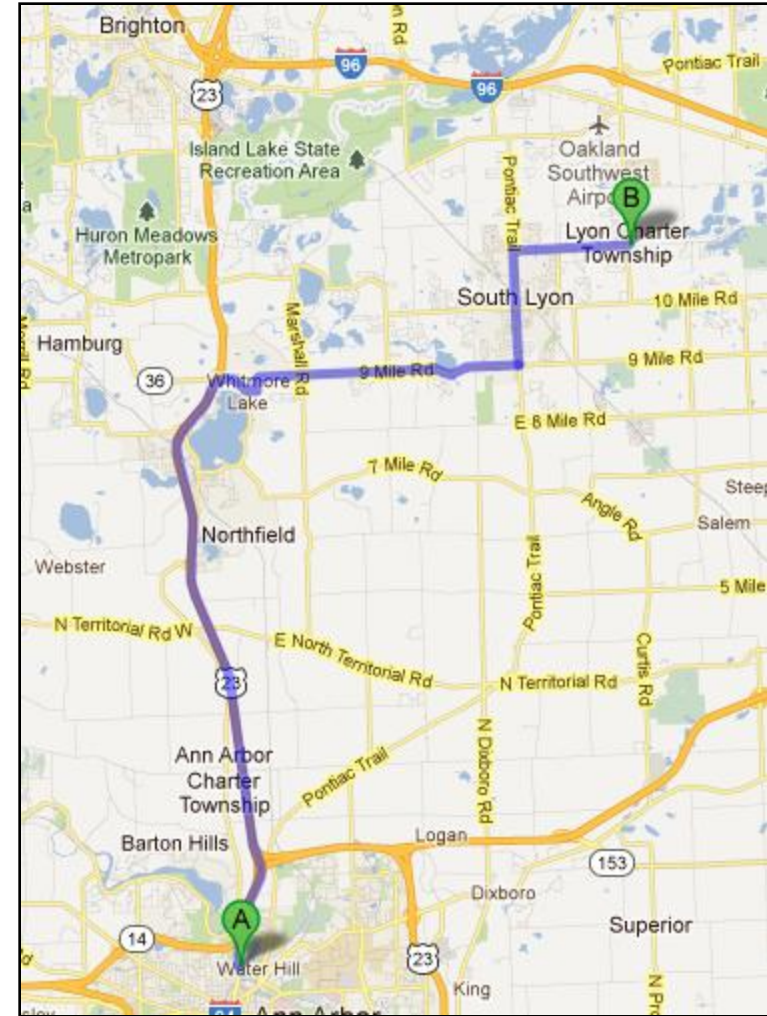 Brighton
n Rd
96
Pontiac Trail
96
23
Island Lake State
Recreation Area
Oakland
Southwest
Pontiac Trail
B
a
Huron Meadows
Metropark
Lyon Charter
Township
South Lyon
10 Mile Rd
Marshall Rd
Hamburg
36
Whitmore
Lake
9 Mile Rd
9 Mile Rd
E 8 Mile Rd
7 Mile Rd
Angle Rd
Salem
Northfield
Webster
Pontiac Trail
5 Mile
N Territorial Rd W
E North Territorial Rd
N Territorial Rd
Curtis Rd
23
N Dixboro Rd
Ann Arbor
Charter
Township
Pontiac Trail
Barton Hills
Logan
153
Dixboro
A
14
Superior
Water Hill
23
King
Ann Arbor